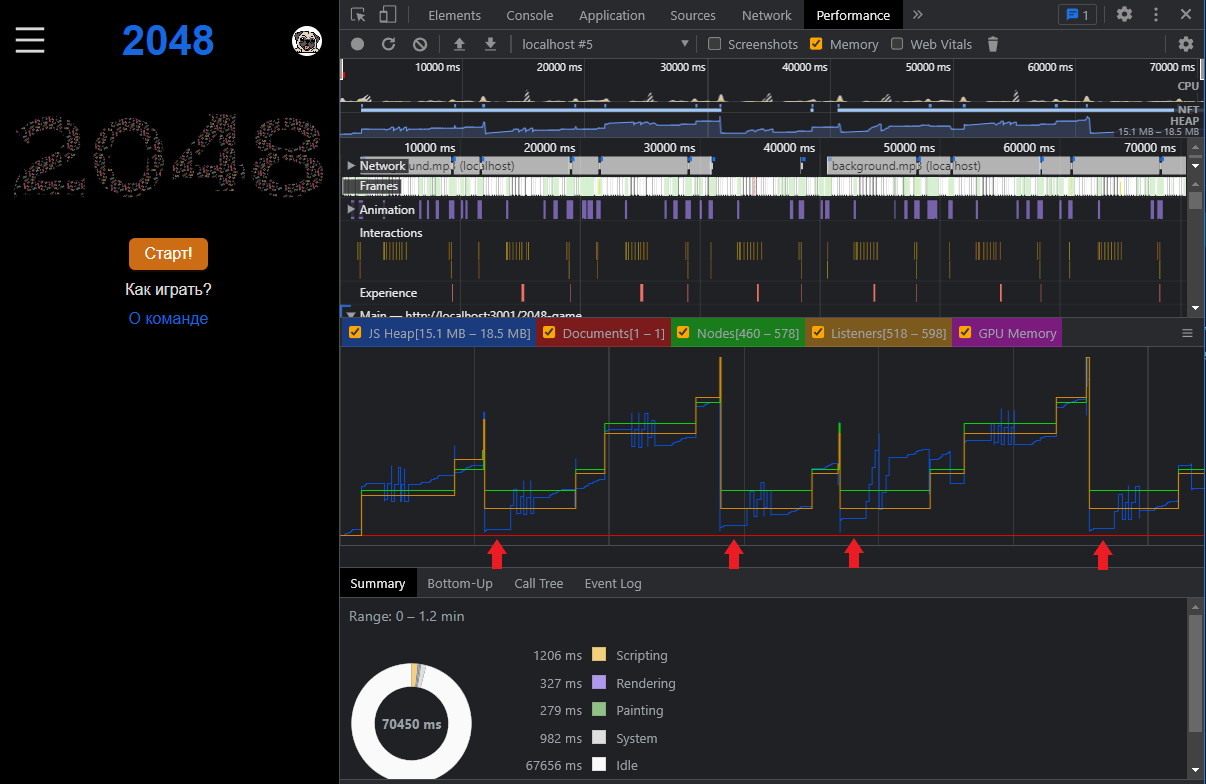 2048
2048
Старт!
Как играть?
О команде
Elements Console Application Sources Network Performance 1
localhost #5 Screenshots Memory Web Vitals
10000 ms 20000 ms 30000 ms 40000 ms 50000 ms 60000 ms 70000 ms
CPU
NET
HEAP
15.1 MB – 18.5 MB
10000 ms 20000 ms 30000 ms 40000 ms 50000 ms 60000 ms 70000 ms
Network und.mp3 (localhost) background.mp3 (localhost)
Frames
Animation
Interactions
Experience
Main — http://localhost:3001/2048-game
JS Heap[15.1 MB – 18.5 MB] Documents[1 – 1] Nodes[460 – 578] Listeners[518 – 598] GPU Memory
Summary Bottom-Up Call Tree Event Log
Range: 0 – 1.2 min
1206 ms Scripting
327 ms Rendering
279 ms Painting
982 ms System
67656 ms Idle
70450 ms